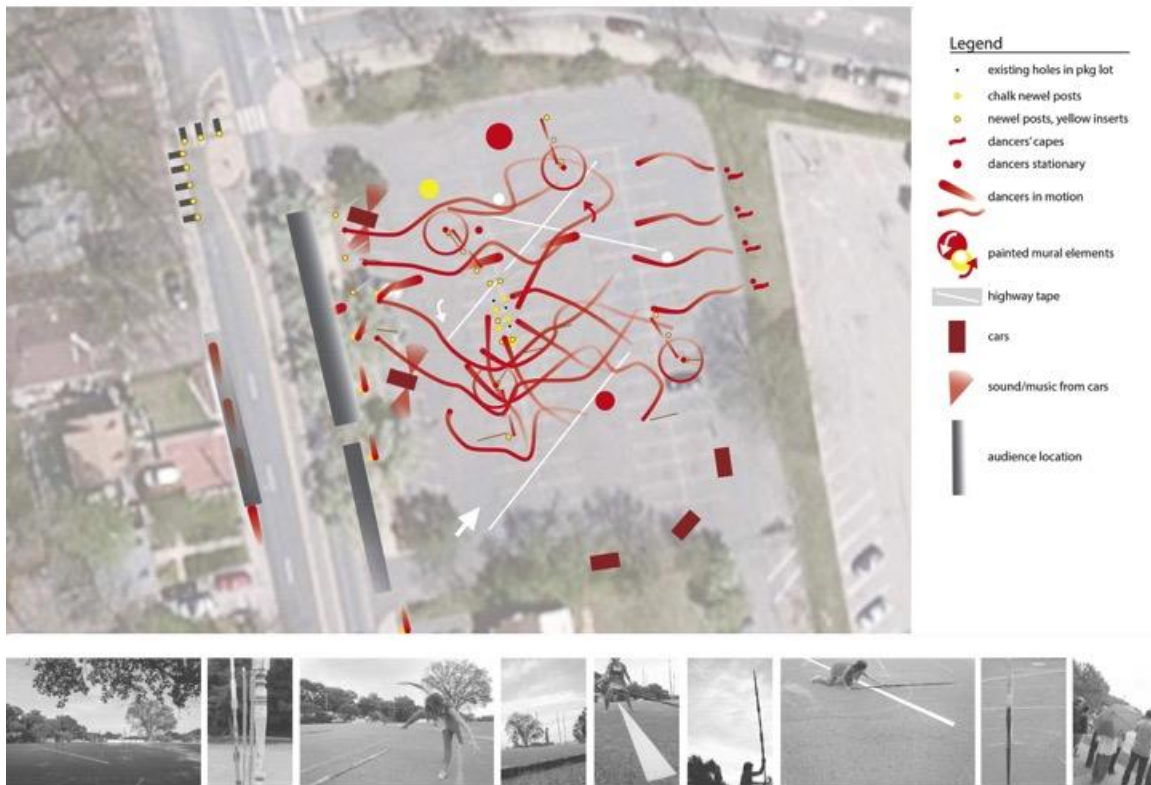 Legend
existing holes in pkg lot
chalk newel posts
newel posts, yellow inserts
dancers' capes
dancers stationary
dancers in motion
painted mural elements
highway tape
cars
sound/music from cars
audience location